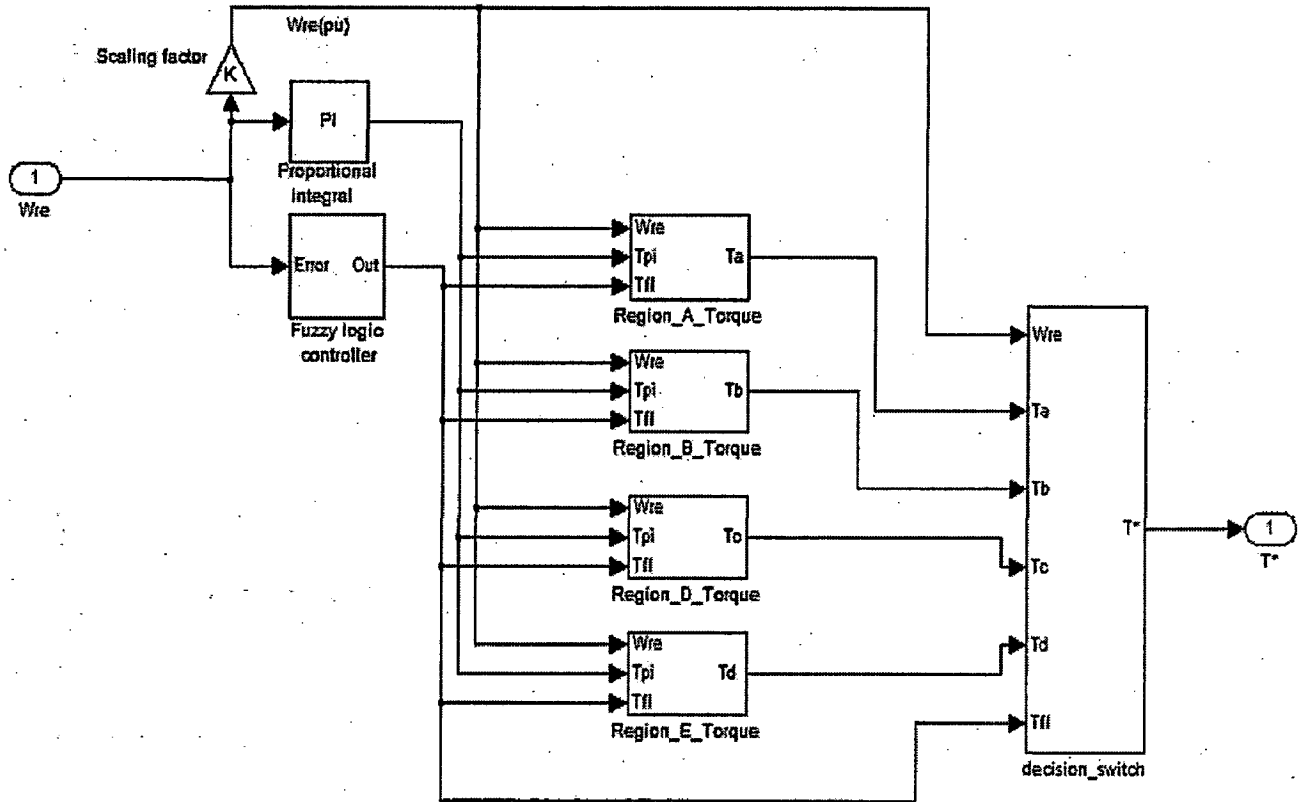 Wre(pu)
Scaling factor
K
PI
Proportional
integral
1
Wre
Error
Out
Fuzzy logic
controller
Wre
Tpi
Tfl
Ta
Region_A_Torque
Wre
Tpi
Tfl
Tb
Region_B_Torque
Wre
Tpi
Tfl
Tc
Region_D_Torque
Wre
Tpi
Tfl
Td
Region_E_Torque
Wre
Ta
Tb
Tc
Td
Tfl
T*
decision_switch
1
T*